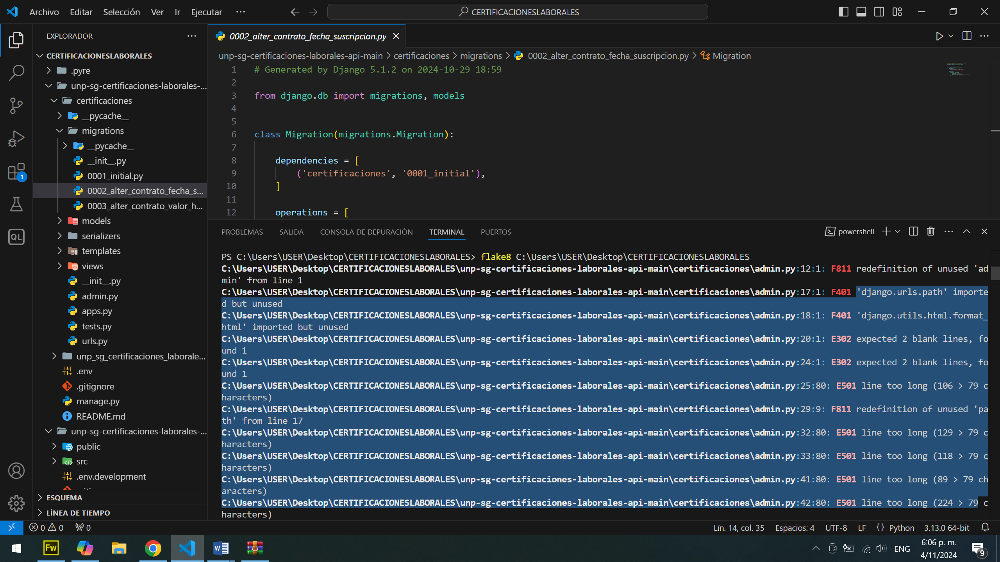 Archivo Editar Selección Ver Ir Ejecutar ··· CERTIFICACIONESLABORALES
EXPLORADOR
CERTIFICACIONESLABORALES
.pyre
unp-sg-certificaciones-laborales-...
certificaciones
__pycache__
migrations
__pycache__
__init__.py
0001_initial.py
0002_alter_contrato_fecha_s...
0003_alter_contrato_valor_h...
models
serializers
templates
views
__init__.py
admin.py
apps.py
tests.py
urls.py
unp_sg_certificaciones_laborale...
.env
.gitignore
manage.py
README.md
unp-sg-certificaciones-laborales-...
public
src
.env.development
ESQUEMA
LÍNEA DE TIEMPO
1
QL
0002_alter_contrato_fecha_suscripcion.py
unp-sg-certificaciones-laborales-api-main > certificaciones > migrations > 0002_alter_contrato_fecha_suscripcion.py > Migration
1 # Generated by Django 5.1.2 on 2024-10-29 18:59
2
3 from django.db import migrations, models
4
5
6 class Migration(migrations.Migration):
7
8 dependencies = [
9 ('certificaciones', '0001_initial'),
10 ]
11
12 operations = [
PROBLEMAS SALIDA CONSOLA DE DEPURACIÓN TERMINAL PUERTOS powershell
PS C:\Users\USER\Desktop\CERTIFICACIONESLABORALES> flake8 C:\Users\USER\Desktop\CERTIFICACIONESLABORALES
C:\Users\USER\Desktop\CERTIFICACIONESLABORALES\unp-sg-certificaciones-laborales-api-main\certificaciones\admin.py:12:1: F811 redefinition of unused 'ad
min' from line 1
C:\Users\USER\Desktop\CERTIFICACIONESLABORALES\unp-sg-certificaciones-laborales-api-main\certificaciones\admin.py:17:1: F401 'django.urls.path' importe
d but unused
C:\Users\USER\Desktop\CERTIFICACIONESLABORALES\unp-sg-certificaciones-laborales-api-main\certificaciones\admin.py:18:1: F401 'django.utils.html.format_
html' imported but unused
C:\Users\USER\Desktop\CERTIFICACIONESLABORALES\unp-sg-certificaciones-laborales-api-main\certificaciones\admin.py:20:1: E302 expected 2 blank lines, fo
und 1
C:\Users\USER\Desktop\CERTIFICACIONESLABORALES\unp-sg-certificaciones-laborales-api-main\certificaciones\admin.py:24:1: E302 expected 2 blank lines, fo
und 1
C:\Users\USER\Desktop\CERTIFICACIONESLABORALES\unp-sg-certificaciones-laborales-api-main\certificaciones\admin.py:25:80: E501 line too long (106 > 79 c
haracters)
C:\Users\USER\Desktop\CERTIFICACIONESLABORALES\unp-sg-certificaciones-laborales-api-main\certificaciones\admin.py:29:9: F811 redefinition of unused 'pa
th' from line 17
C:\Users\USER\Desktop\CERTIFICACIONESLABORALES\unp-sg-certificaciones-laborales-api-main\certificaciones\admin.py:32:80: E501 line too long (129 > 79 c
haracters)
C:\Users\USER\Desktop\CERTIFICACIONESLABORALES\unp-sg-certificaciones-laborales-api-main\certificaciones\admin.py:33:80: E501 line too long (118 > 79 c
haracters)
C:\Users\USER\Desktop\CERTIFICACIONESLABORALES\unp-sg-certificaciones-laborales-api-main\certificaciones\admin.py:41:80: E501 line too long (89 > 79 ch
aracters)
C:\Users\USER\Desktop\CERTIFICACIONESLABORALES\unp-sg-certificaciones-laborales-api-main\certificaciones\admin.py:42:80: E501 line too long (224 > 79 c
haracters)
0 0 0 Lín. 14, col. 35 Espacios: 4 UTF-8 LF {} Python 3.13.0 64-bit
Fw W ENG 6:06 p. m.
4/11/2024 9